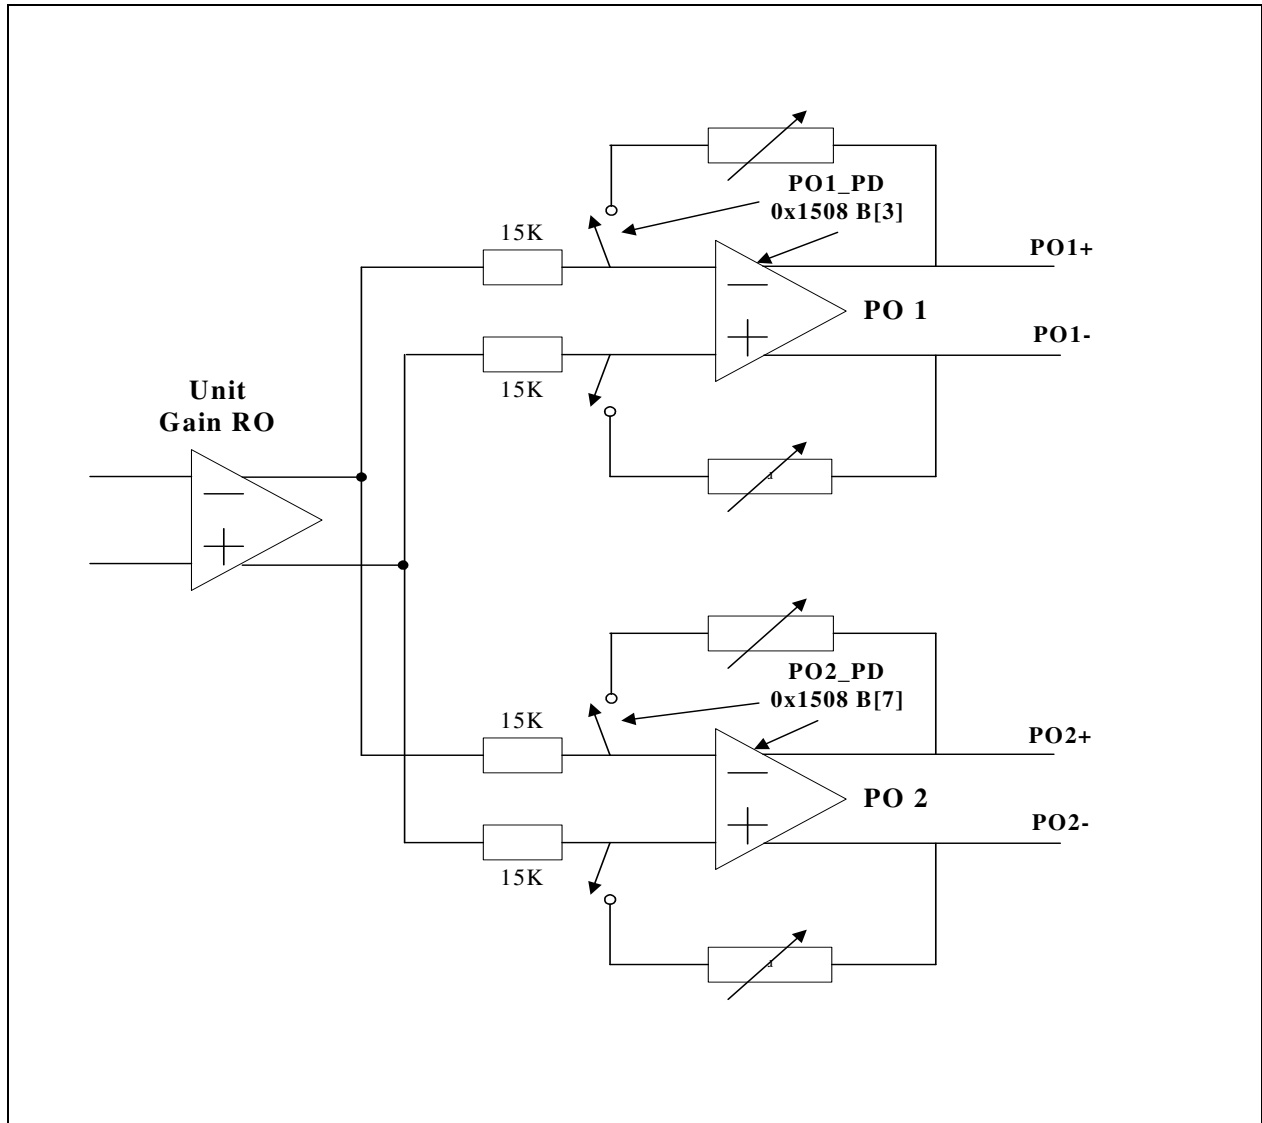 PO1_PD
0x1508 B[3]
15K
PO1+
PO 1
PO1-
15K
Unit
Gain RO
PO2_PD
0x1508 B[7]
15K
PO2+
PO 2
PO2-
15K